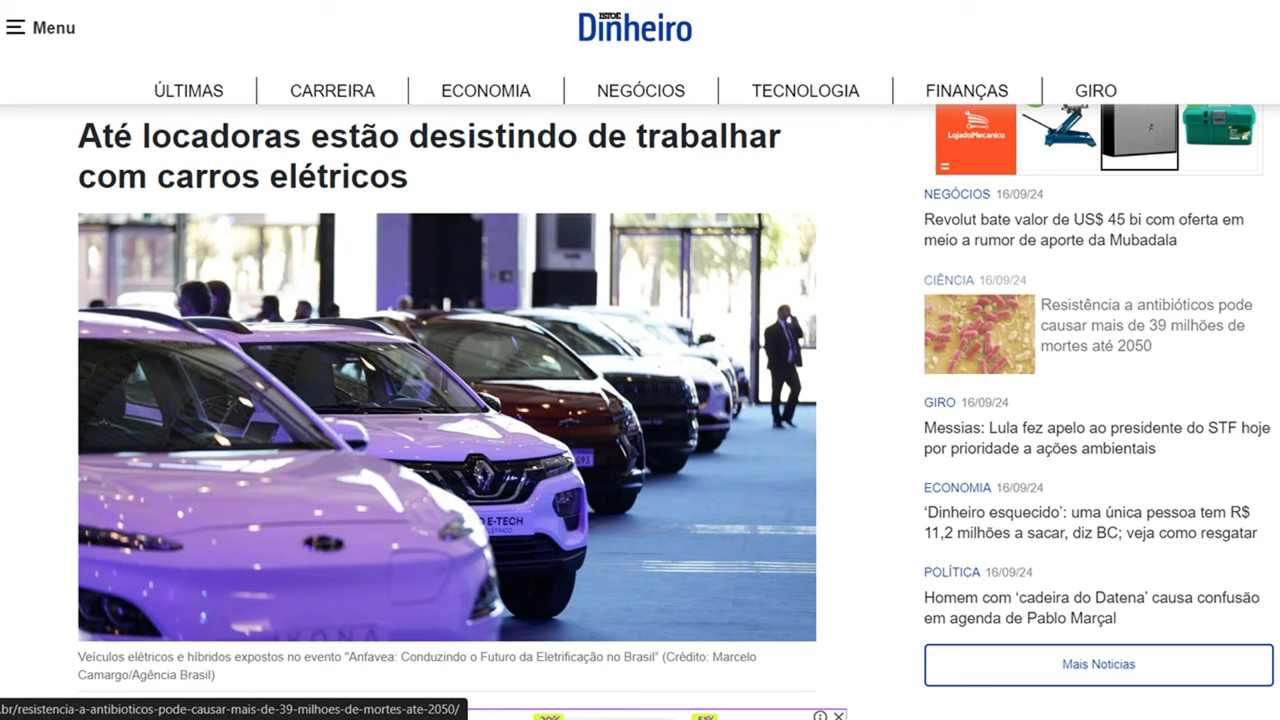 Menu
ISTOÉ
Dinheiro
ÚLTIMAS
CARREIRA
ECONOMIA
NEGÓCIOS
TECNOLOGIA
FINANÇAS
GIRO
Até locadoras estão desistindo de trabalhar
com carros elétricos
E-TECH
ELÉTRICO
KONA
Veículos elétricos e híbridos expostos no evento "Anfavea: Conduzindo o Futuro da Eletrificação no Brasil" (Crédito: Marcelo
Camargo/Agência Brasil)
LojadoMecanico
NEGÓCIOS 16/09/24
Revolut bate valor de US$ 45 bi com oferta em
meio a rumor de aporte da Mubadala
CIÊNCIA 16/09/24
Resistência a antibióticos pode
causar mais de 39 milhões de
mortes até 2050
GIRO 16/09/24
Messias: Lula fez apelo ao presidente do STF hoje
por prioridade a ações ambientais
ECONOMIA 16/09/24
‘Dinheiro esquecido’: uma única pessoa tem R$
11,2 milhões a sacar, diz BC; veja como resgatar
POLÍTICA 16/09/24
Homem com ‘cadeira do Datena’ causa confusão
em agenda de Pablo Marçal
Mais Noticias
.br/resistencia-a-antibioticos-pode-causar-mais-de-39-milhoes-de-mortes-ate-2050/